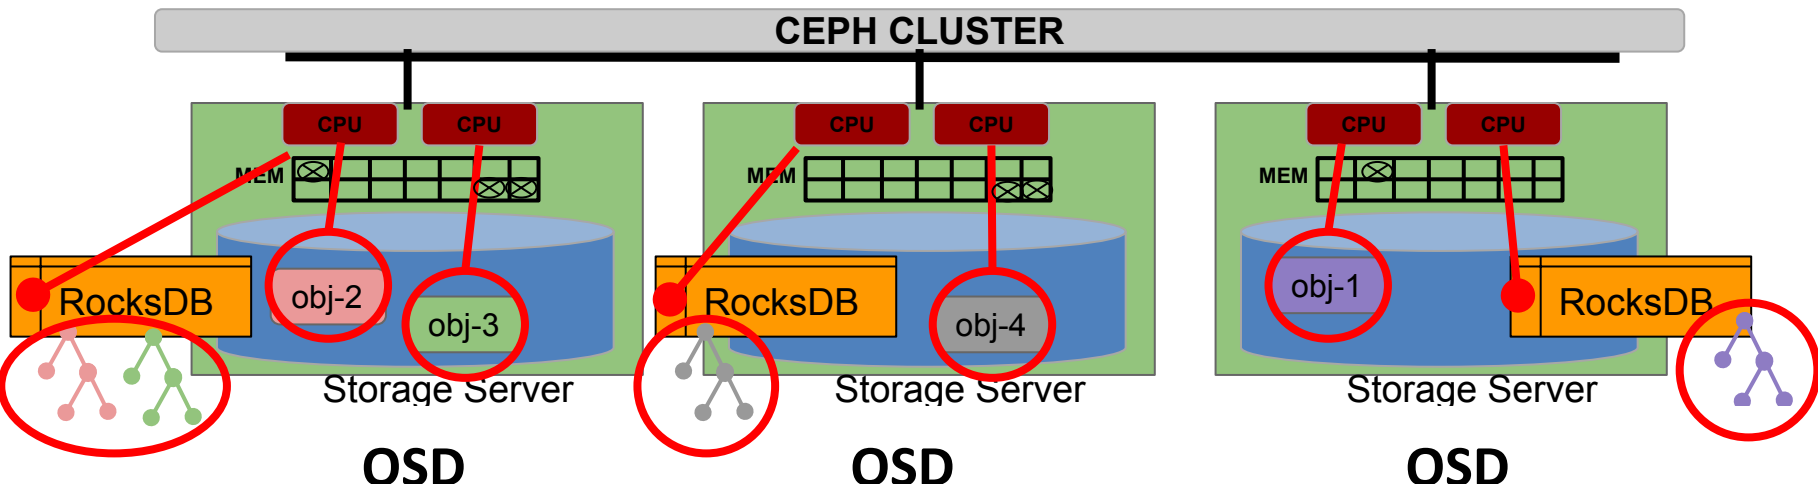 CEPH CLUSTER
CPU CPU CPU CPU CPU CPU
MEM MEM MEM
RocksDB obj-2 obj-3 RocksDB obj-4 obj-1 RocksDB
Storage Server Storage Server Storage Server
OSD OSD OSD